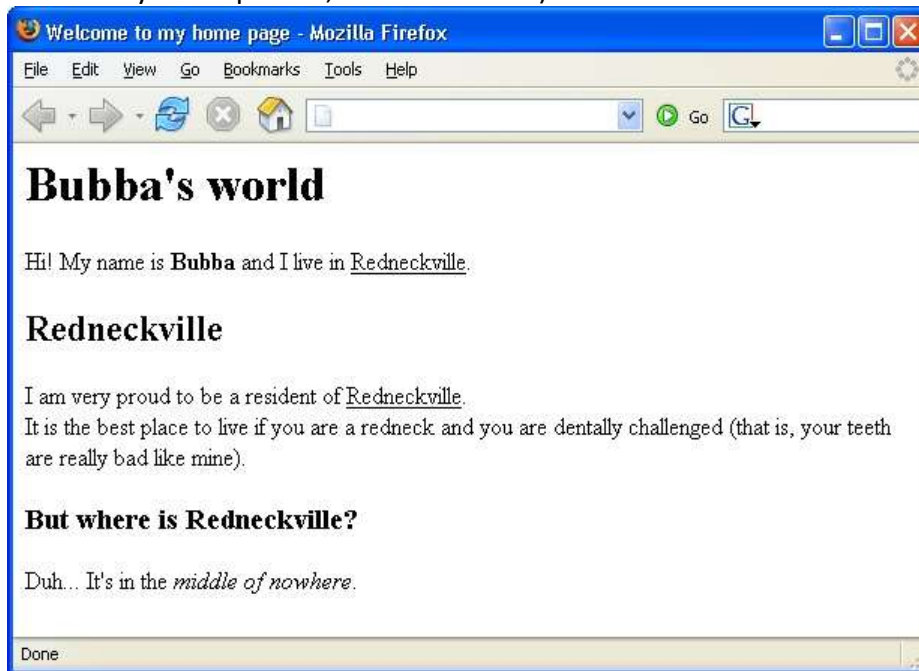 Welcome to my home page - Mozilla Firefox
File Edit View Go Bookmarks Tools Help
Go G
Bubba's world
Hi! My name is Bubba and I live in Redneckville.
Redneckville
I am very proud to be a resident of Redneckville.
It is the best place to live if you are a redneck and you are dentally challenged (that is, your teeth
are really bad like mine).
But where is Redneckville?
Duh... It's in the middle of nowhere.
Done